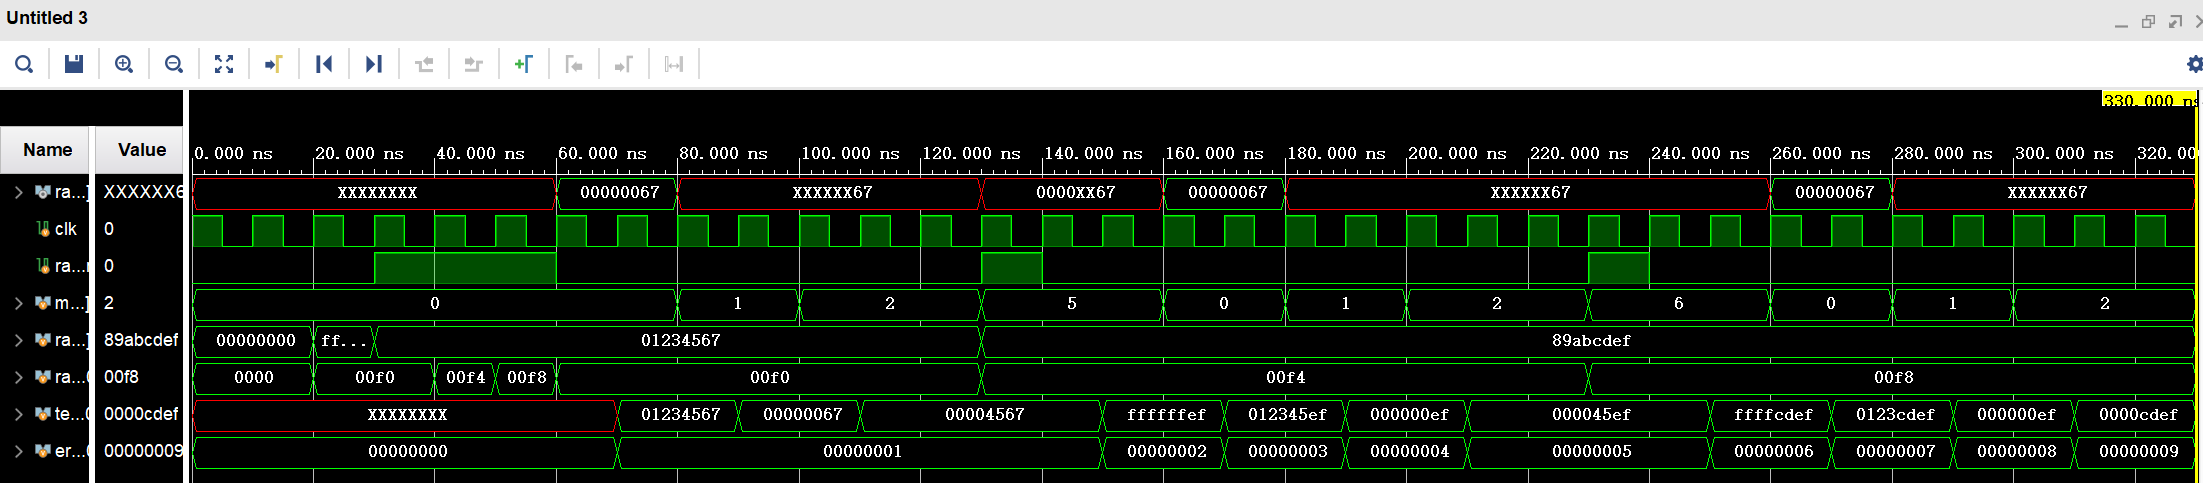 Untitled 3
330.000 ns
Name Value
0.000 ns 20.000 ns 40.000 ns 60.000 ns 80.000 ns 100.000 ns 120.000 ns 140.000 ns 160.000 ns 180.000 ns 200.000 ns 220.000 ns 240.000 ns 260.000 ns 280.000 ns 300.000 ns 320.00
ra...] XXXXXX6 XXXXXXXX 00000067 XXXXXX67 0000XX67 00000067 XXXXXX67 00000067 XXXXXX67
clk 0
ra...r 0
m...] 2 0 1 2 5 0 1 2 6 0 1 2
ra...] 89abcdef 00000000 ff... 01234567 89abcdef
ra...0 00f8 0000 00f0 00f4 00f8 00f0 00f4 00f8
te...0 0000cdef XXXXXXXX 01234567 00000067 00004567 ffffffef 012345ef 000000ef 000045ef ffffcdef 0123cdef 000000ef 0000cdef
er...0 00000009 00000000 00000001 00000002 00000003 00000004 00000005 00000006 00000007 00000008 00000009